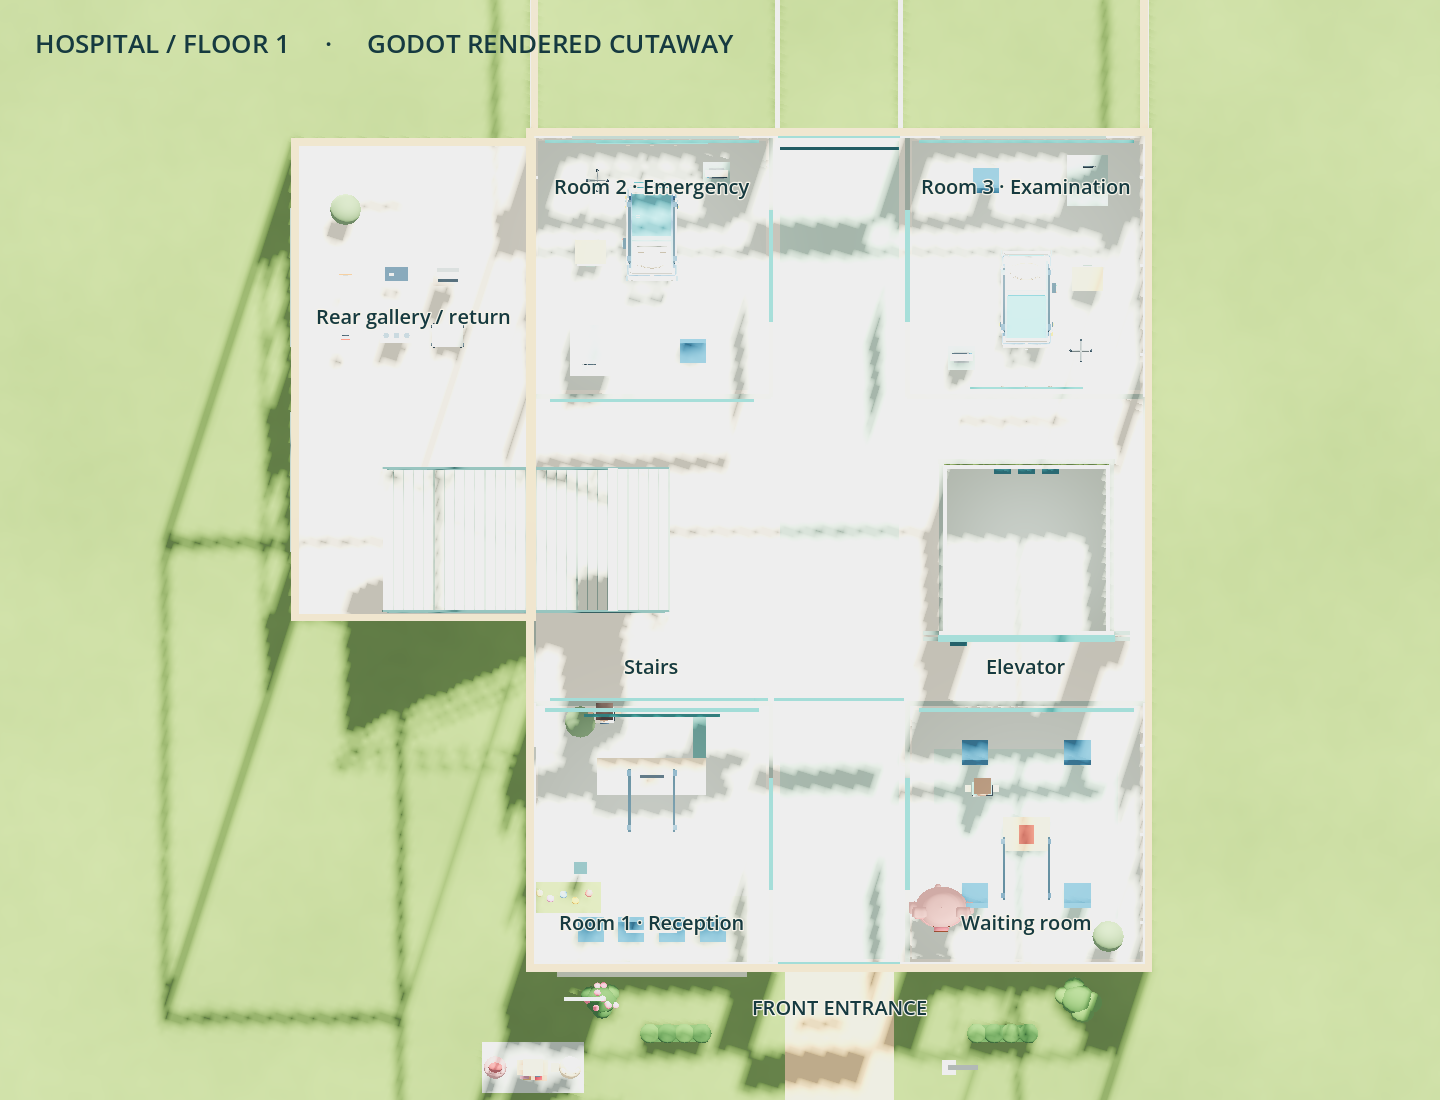 HOSPITAL / FLOOR 1 · GODOT RENDERED CUTAWAY
Room 2 · Emergency
Room 3 · Examination
Rear gallery / return
Stairs
Elevator
Room 1 · Reception
Waiting room
FRONT ENTRANCE